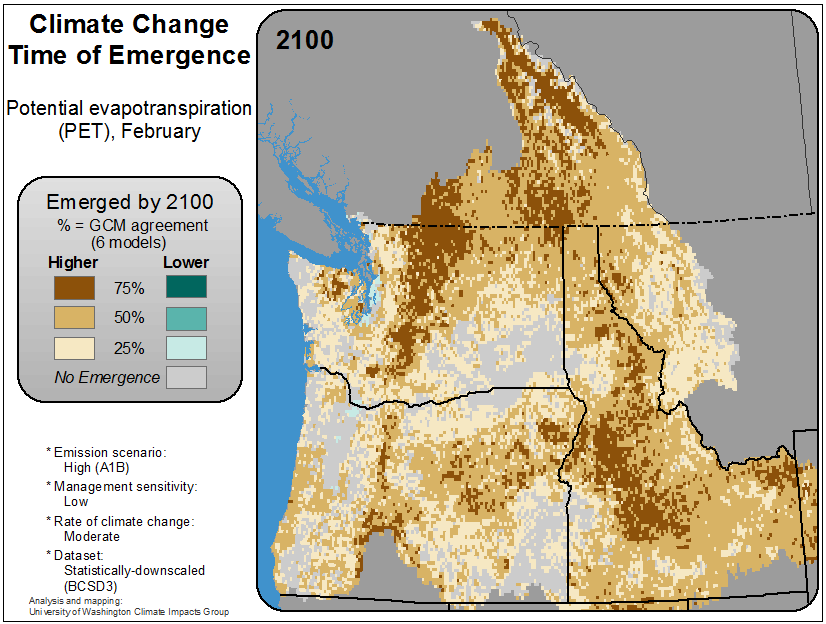 Climate Change
Time of Emergence
Potential evapotranspiration
(PET), February
Emerged by 2100
% = GCM agreement
(6 models)
Higher Lower
75%
50%
25%
No Emergence
* Emission scenario:
High (A1B)
* Management sensitivity:
Low
* Rate of climate change:
Moderate
* Dataset:
Statistically-downscaled
(BCSD3)
Analysis and mapping:
University of Washington Climate Impacts Group
2100